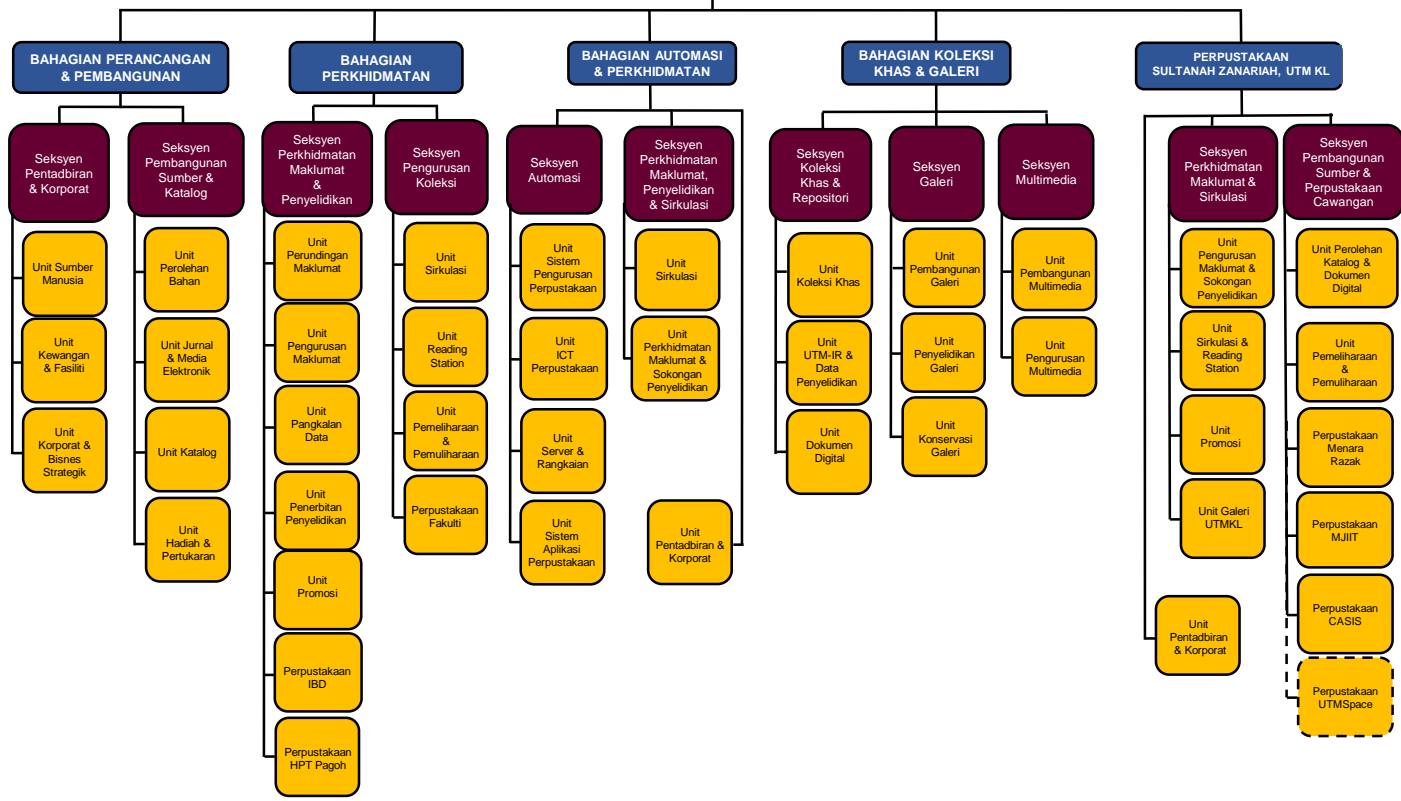 BAHAGIAN PERANCANGAN
& PEMBANGUNAN
Seksyen
Pentadbiran
& Korporat
Unit Sumber
Manusia
Unit
Kewangan
& Fasiliti
Unit
Korporat &
Bisnes
Strategik
Seksyen
Pembangunan
Sumber &
Katalog
Unit
Perolehan
Bahan
Unit Jurnal
& Media
Elektronik
Unit Katalog
Unit
Hadiah &
Pertukaran
BAHAGIAN
PERKHIDMATAN
Seksyen
Perkhidmatan
Maklumat
&
Penyelidikan
Unit
Perundingan
Maklumat
Unit
Pengurusan
Maklumat
Unit
Pangkalan
Data
Unit
Penerbitan
Penyelidikan
Unit
Promosi
Perpustakaan
IBD
Perpustakaan
HPT Pagoh
Seksyen
Pengurusan
Koleksi
Unit
Sirkulasi
Unit
Reading
Station
Unit
Pemeliharaan
&
Pemuliharaan
Perpustakaan
Fakulti
BAHAGIAN AUTOMASI
& PERKHIDMATAN
Seksyen
Automasi
Unit
Sistem
Pengurusan
Perpustakaan
Unit
ICT
Perpustakaan
Unit
Server &
Rangkaian
Unit
Sistem
Aplikasi
Perpustakaan
Seksyen
Perkhidmatan
Maklumat,
Penyelidikan
& Sirkulasi
Unit
Sirkulasi
Unit
Perkhidmatan
Maklumat &
Sokongan
Penyelidikan
Unit
Pentadbiran &
Korporat
BAHAGIAN KOLEKSI
KHAS & GALERI
Seksyen
Koleksi
Khas &
Repositori
Unit
Koleksi Khas
Unit
UTM-IR &
Data
Penyelidikan
Unit
Dokumen
Digital
Seksyen
Galeri
Unit
Pembangunan
Galeri
Unit
Penyelidikan
Galeri
Unit
Konservasi
Galeri
Seksyen
Multimedia
Unit
Pembangunan
Multimedia
Unit
Pengurusan
Multimedia
PERPUSTAKAAN
SULTANAH ZANARIAH, UTM KL
Unit
Pentadbiran
& Korporat
Seksyen
Perkhidmatan
Maklumat &
Sirkulasi
Unit
Pengurusan
Maklumat &
Sokongan
Penyelidikan
Unit
Sirkulasi &
Reading
Station
Unit
Promosi
Unit Galeri
UTMKL
Seksyen
Pembangunan
Sumber &
Perpustakaan
Cawangan
Unit Perolehan
Katalog &
Dokumen
Digital
Unit
Pemeliharaan
&
Pemuliharaan
Perpustakaan
Menara
Razak
Perpustakaan
MJIIT
Perpustakaan
CASIS
Perpustakaan
UTMSpace